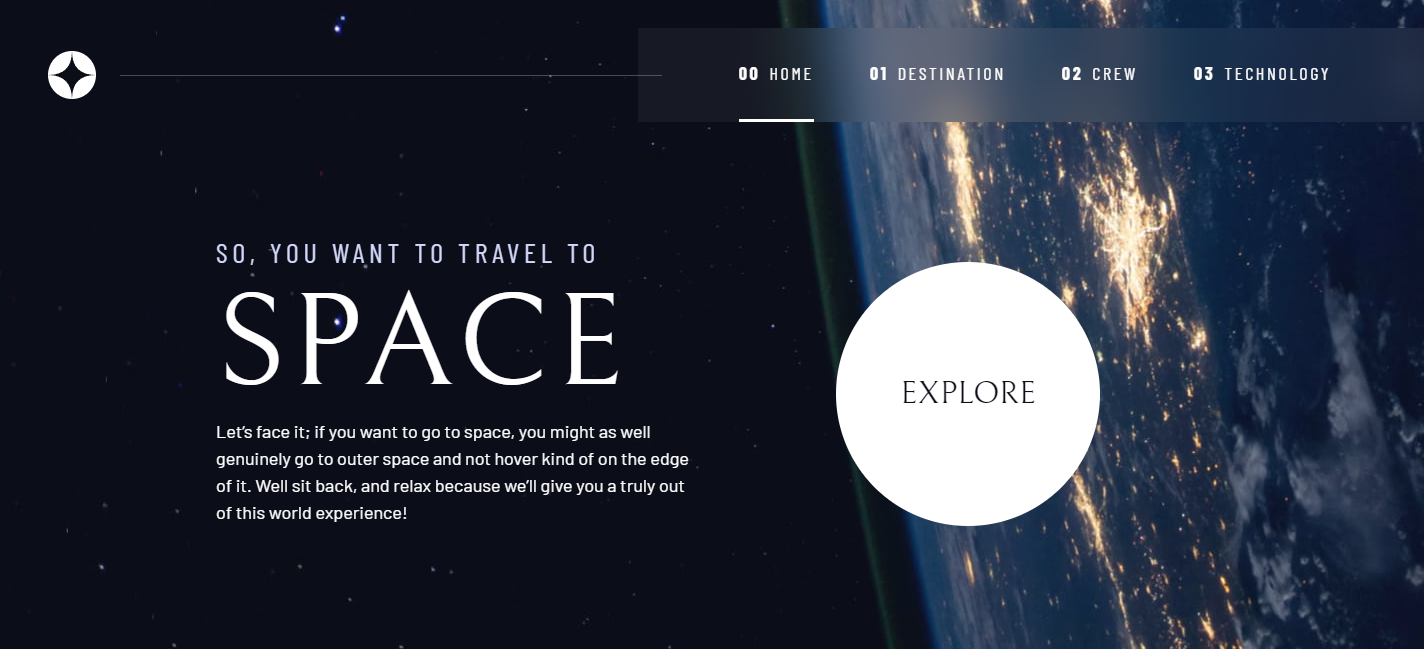 00 HOME 01 DESTINATION 02 CREW 03 TECHNOLOGY
SO, YOU WANT TO TRAVEL TO
SPACE
Let’s face it; if you want to go to space, you might as well
genuinely go to outer space and not hover kind of on the edge
of it. Well sit back, and relax because we’ll give you a truly out
of this world experience!
EXPLORE